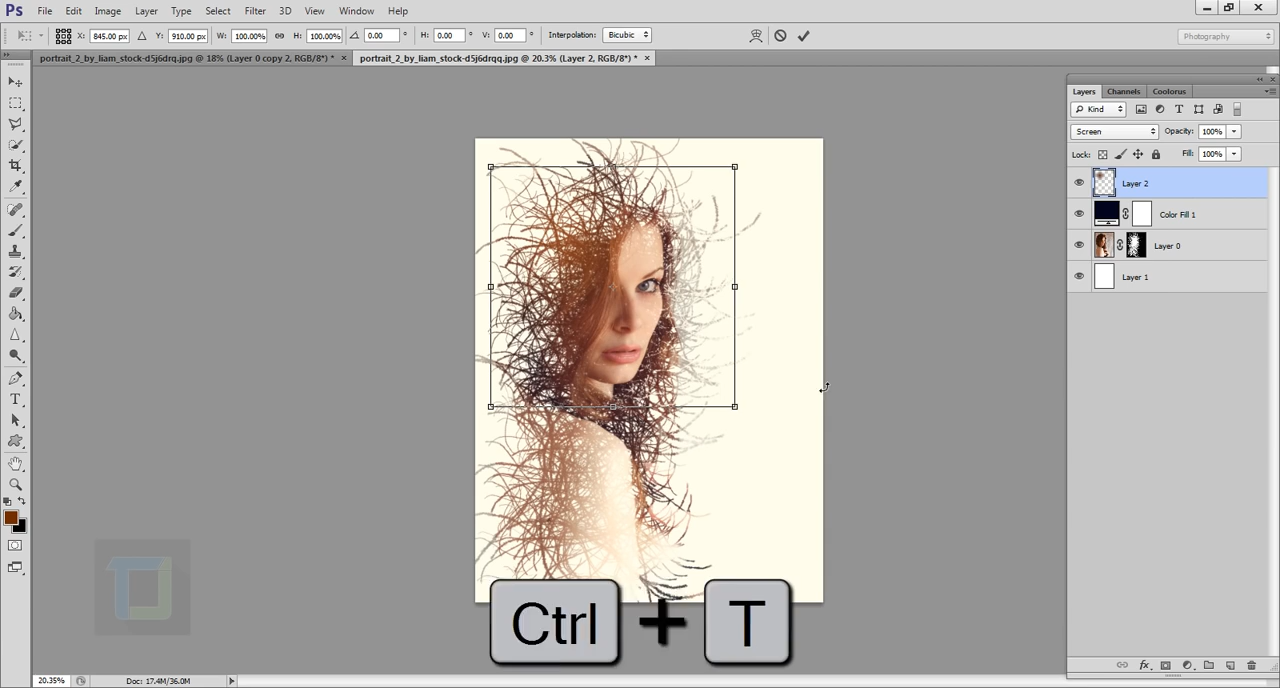 Ps File Edit Image Layer Type Select Filter 3D View Window Help
X: 845.00 px Y: 910.00 px W: 100.00% H: 100.00% 0.00 ° H: 0.00 ° V: 0.00 ° Interpolation: Bicubic Photography
portrait_2_by_liam_stock-d5j6drq.jpg @ 18% (Layer 0 copy 2, RGB/8*) * × portrait_2_by_liam_stock-d5j6drqq.jpg @ 20.3% (Layer 2, RGB/8*) * ×
Layers Channels Coolorus
Kind T
Screen Opacity: 100%
Lock: Fill: 100%
Layer 2
Color Fill 1
Layer 0
Layer 1
T
Ctrl + T
fx
20.35% Doc: 17.4M/36.0M